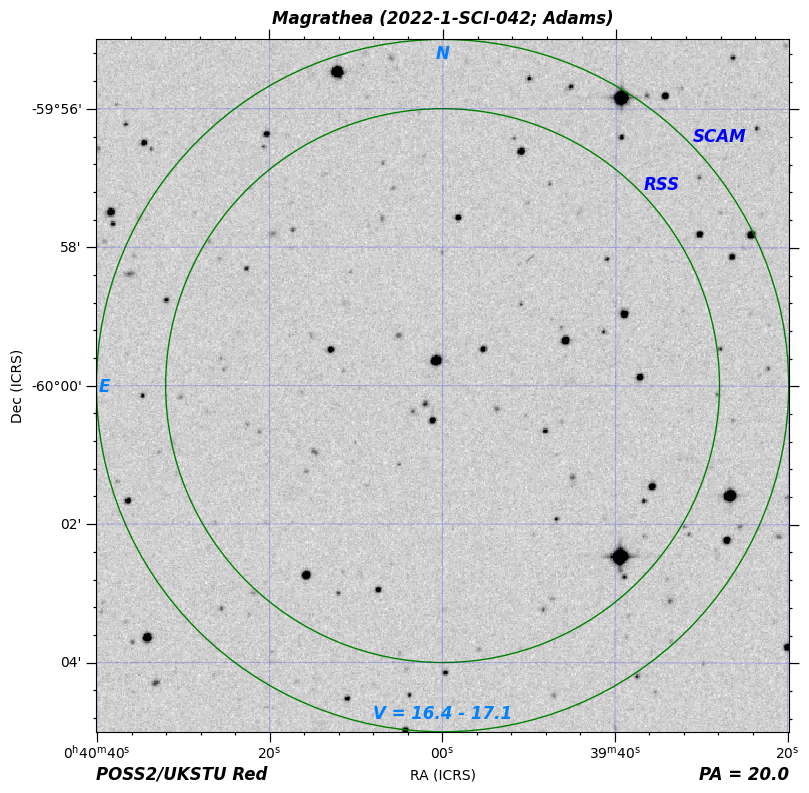 Magrathea (2022-1-SCI-042; Adams)
N
-59°56'
SCAM
RSS
58'
Dec (ICRS)
-60°00'
E
02'
04'
V = 16.4 - 17.1
0ʰ40ᵐ40ˢ
20ˢ
00ˢ
39ᵐ40ˢ
20ˢ
POSS2/UKSTU Red
RA (ICRS)
PA = 20.0